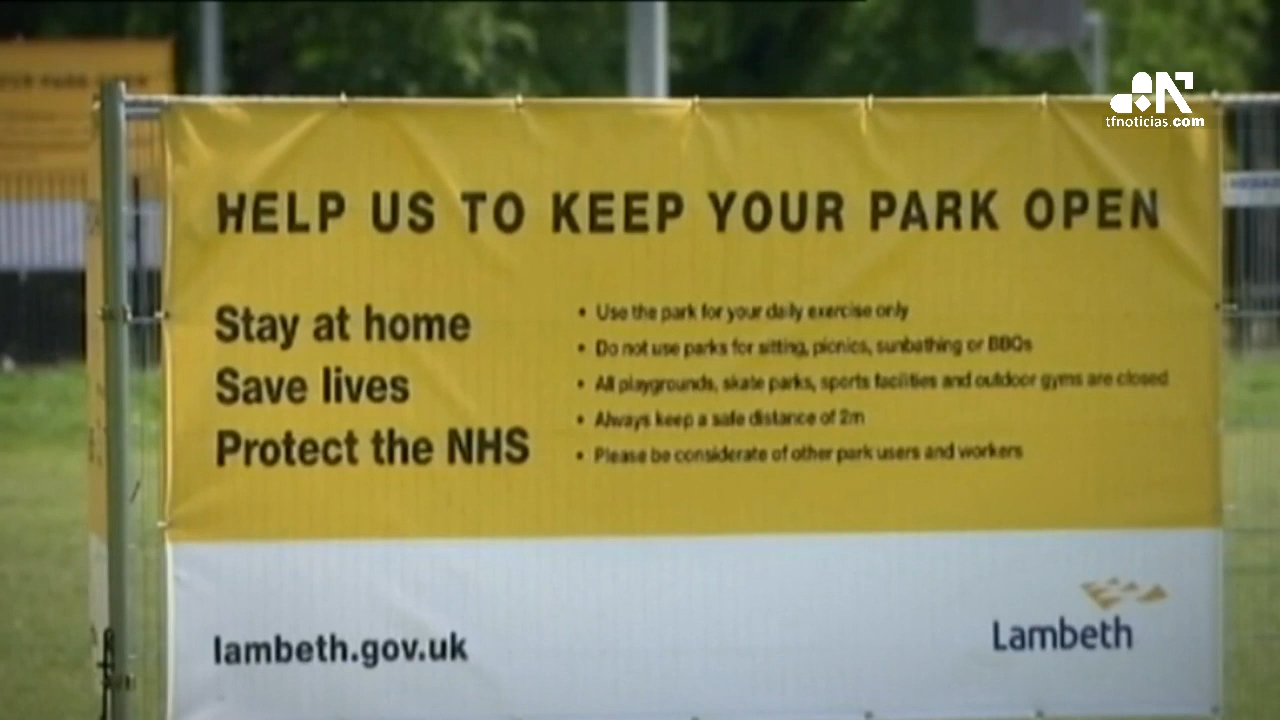 tfnoticias.com
HELP US TO KEEP YOUR PARK OPEN
Stay at home
Save lives
Protect the NHS
• Use the park for your daily exercise only
• Do not use parks for sitting, picnics, sunbathing or BBQs
• All playgrounds, skate parks, sports facilities and outdoor gyms are closed
• Always keep a safe distance of 2m
• Please be considerate of other park users and workers
lambeth.gov.uk
Lambeth